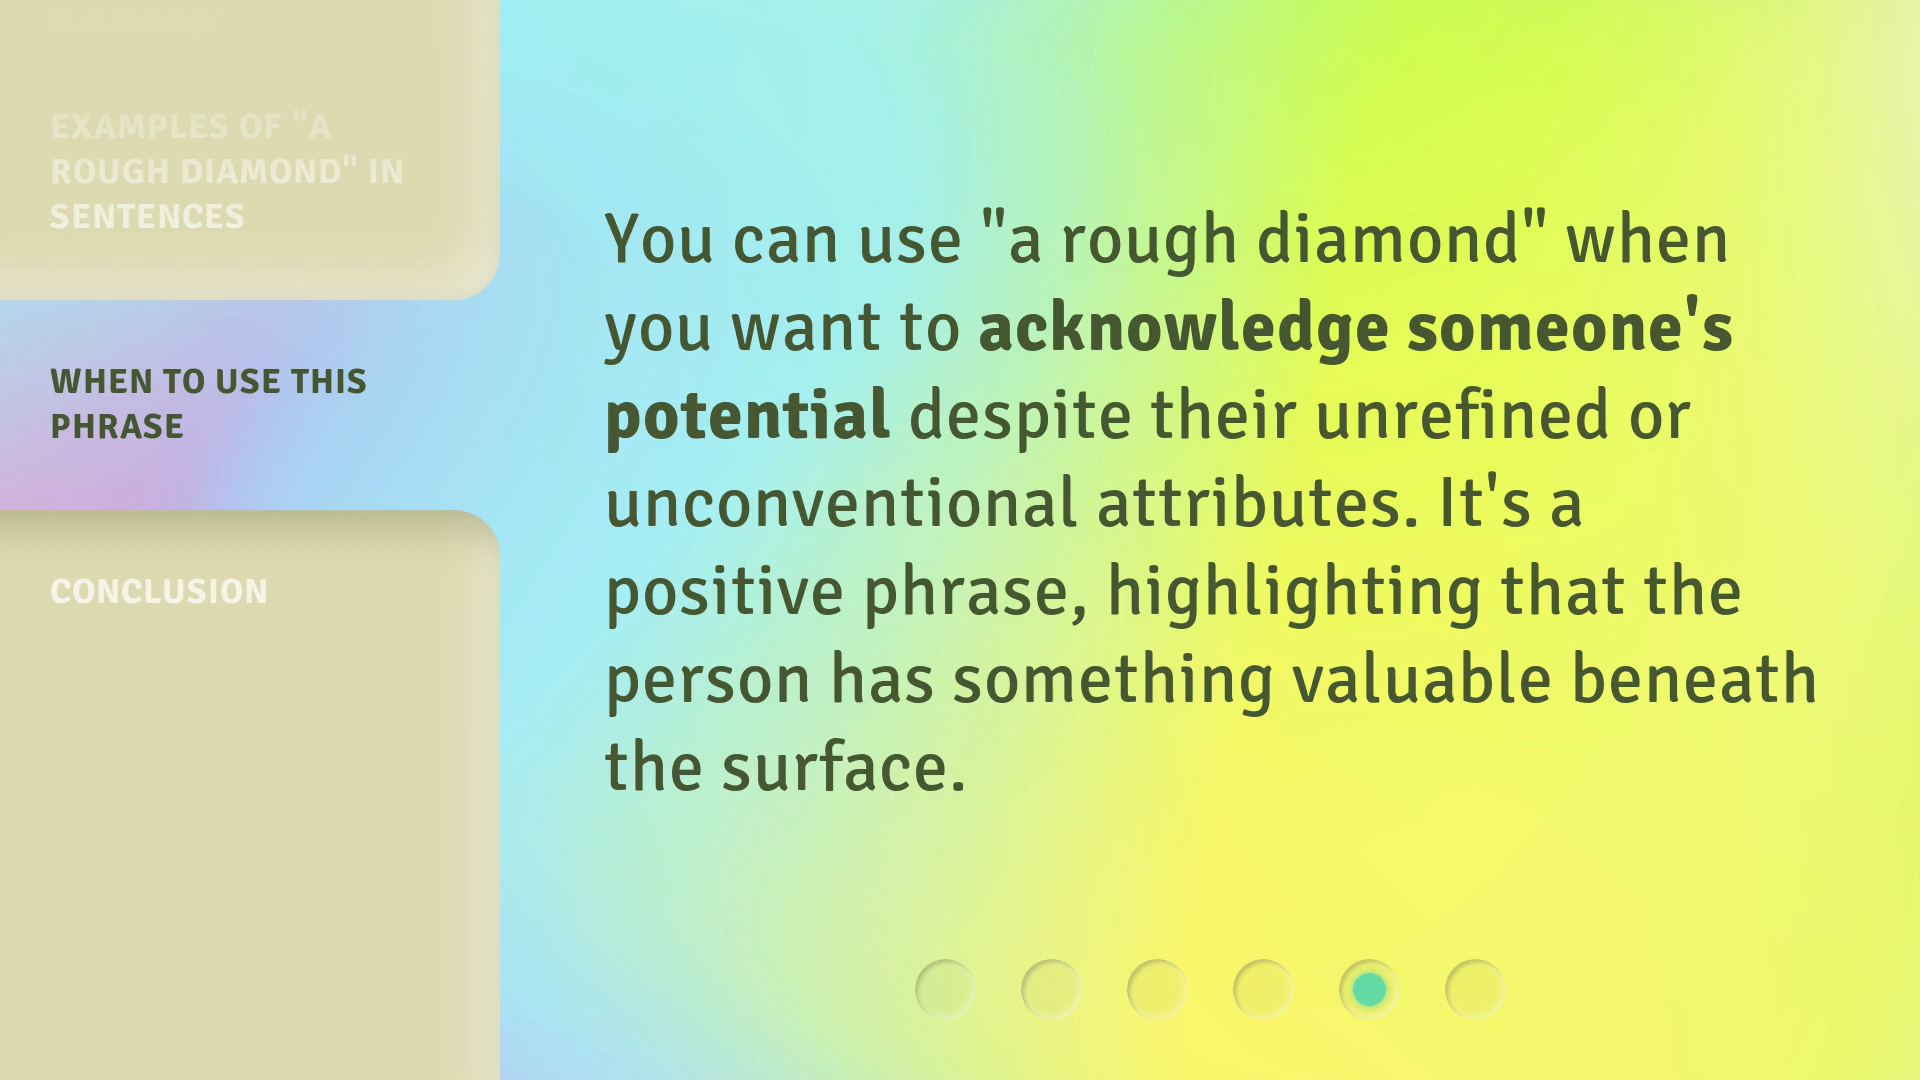 EXAMPLES OF "A
ROUGH DIAMOND" IN
SENTENCES
WHEN TO USE THIS
PHRASE
CONCLUSION
You can use "a rough diamond" when
you want to acknowledge someone's
potential despite their unrefined or
unconventional attributes. It's a
positive phrase, highlighting that the
person has something valuable beneath
the surface.